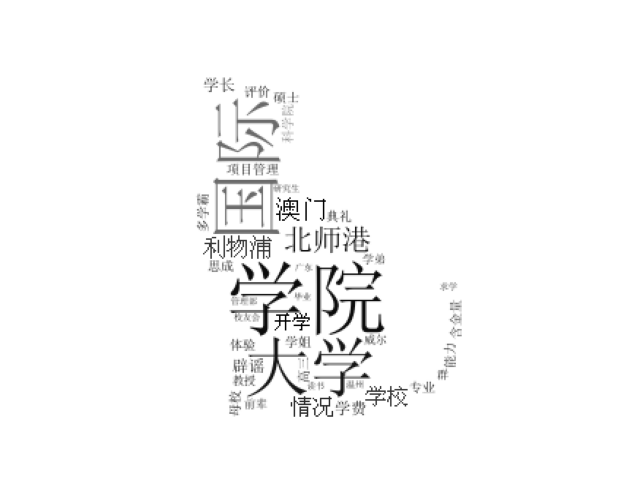 学长
评价
硕士
科学院
国际
项目管理
研究生
多学霸
澳门
典礼
北师港
利物浦
学弟
思成
广东
学院
求学
管理部
毕业
校友会
开学
含金量
体验
学姐
威尔
能力
辟谣
大学
高三
群
教授
读书
温州
专业
母校
前辈
情况
学费
学校